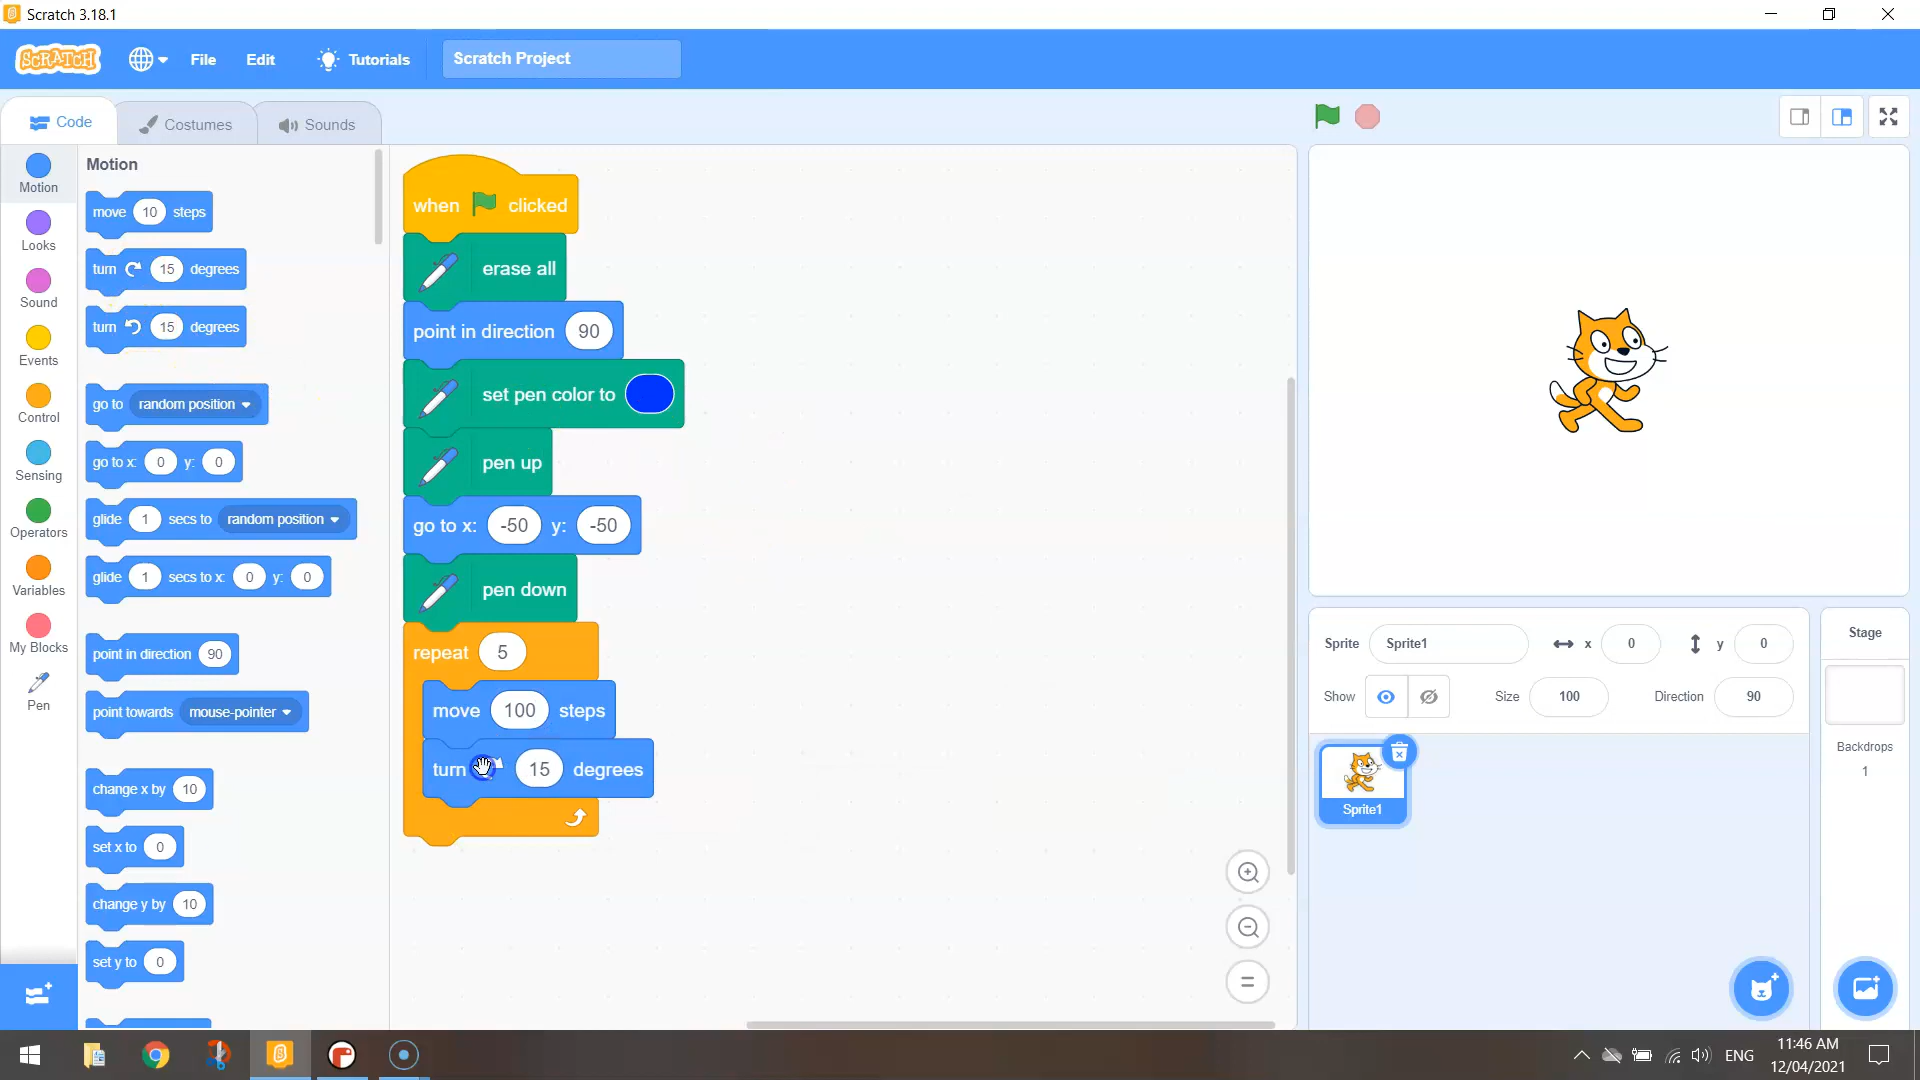 Scratch 3.18.1
SCRATCH
File
Edit
Tutorials
Scratch Project
Code
Costumes
Sounds
Motion
Looks
Sound
Events
Control
Sensing
Operators
Variables
My Blocks
Pen
Motion
move 10 steps
turn 15 degrees
turn 15 degrees
go to random position
go to x: 0 y: 0
glide 1 secs to random position
glide 1 secs to x: 0 y: 0
point in direction 90
point towards mouse-pointer
change x by 10
set x to 0
change y by 10
set y to 0
when clicked
erase all
point in direction 90
set pen color to
pen up
go to x: -50 y: -50
pen down
repeat 5
move 100 steps
turn 15 degrees
Sprite Sprite1 x 0 y 0
Show Size 100 Direction 90
Sprite1
Stage
Backdrops
1
ENG
11:46 AM
12/04/2021